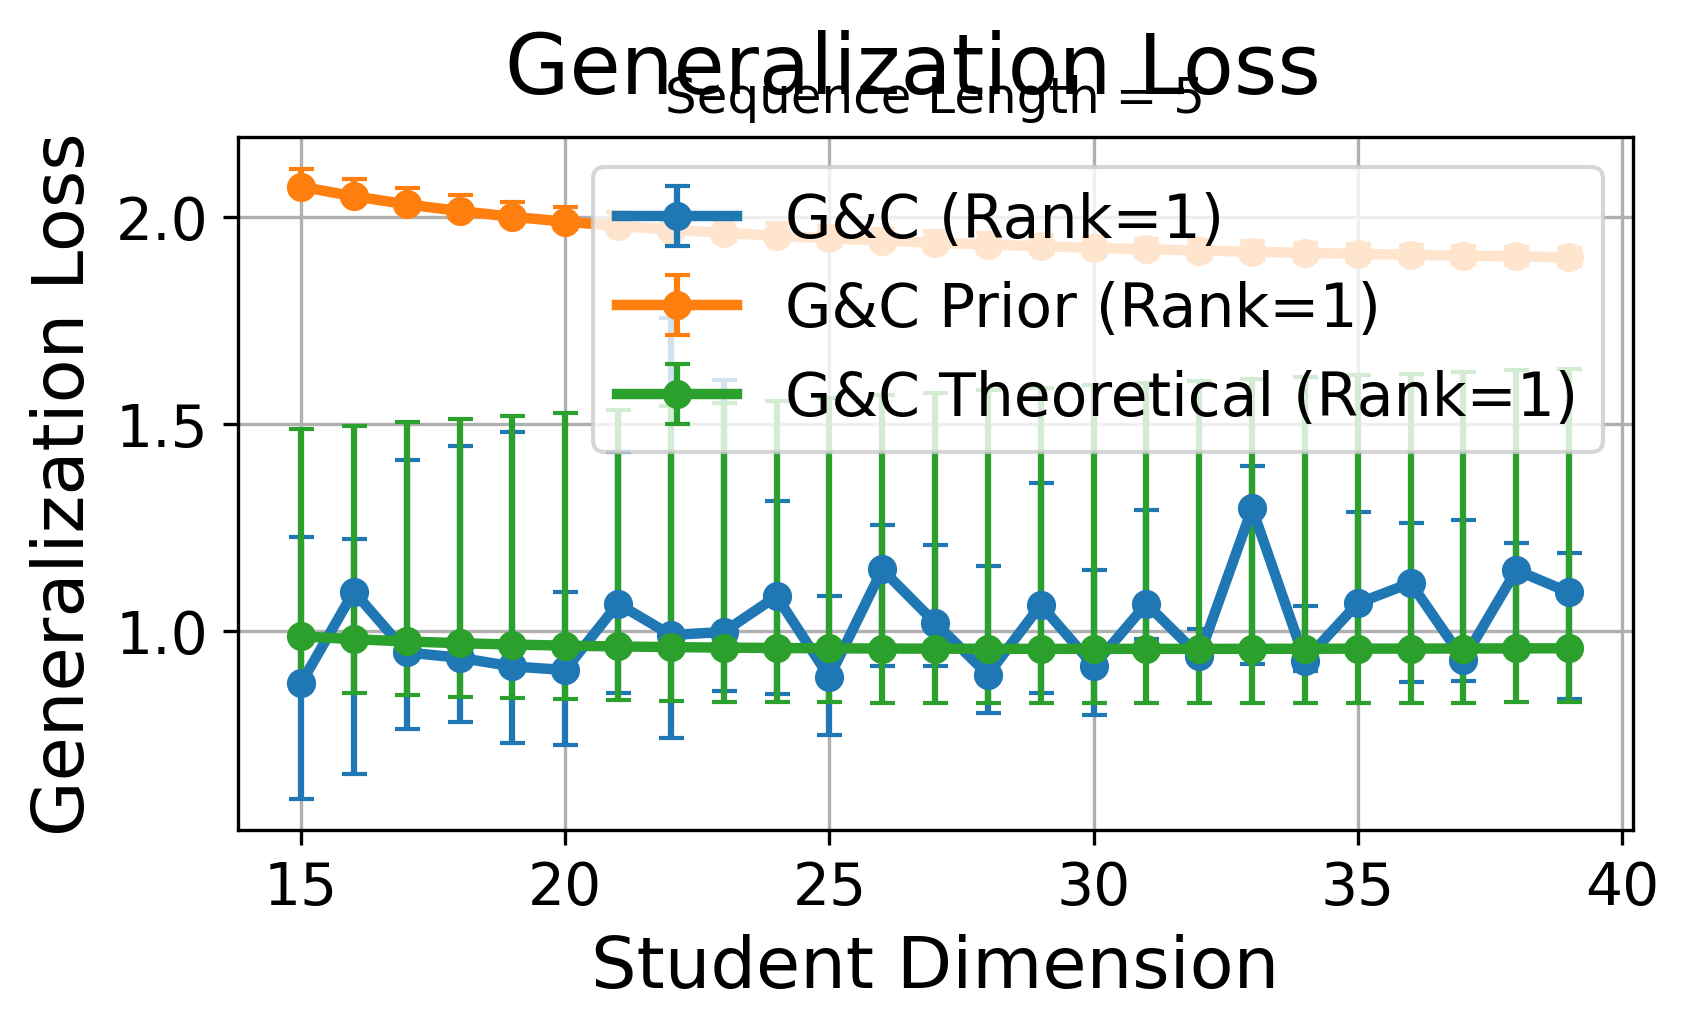 Generalization Loss
Sequence Length = 5
Generalization Loss
2.0
1.5
1.0
G&C (Rank=1)
G&C Prior (Rank=1)
G&C Theoretical (Rank=1)
15 20 25 30 35 40
Student Dimension